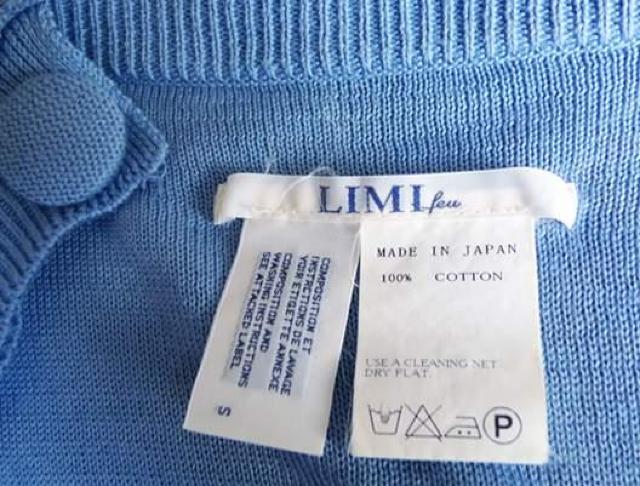 LIMI feu
COMPOSITION ET
INSTRUCTIONS DE LAVAGE
VOIR ETIQUETTE ANNEXE
COMPOSITION AND
WASHING INSTRUCTIONS
SEE ATTACHED LABEL
S
MADE IN JAPAN
100% COTTON
USE A CLEANING NET.
DRY FLAT.
P